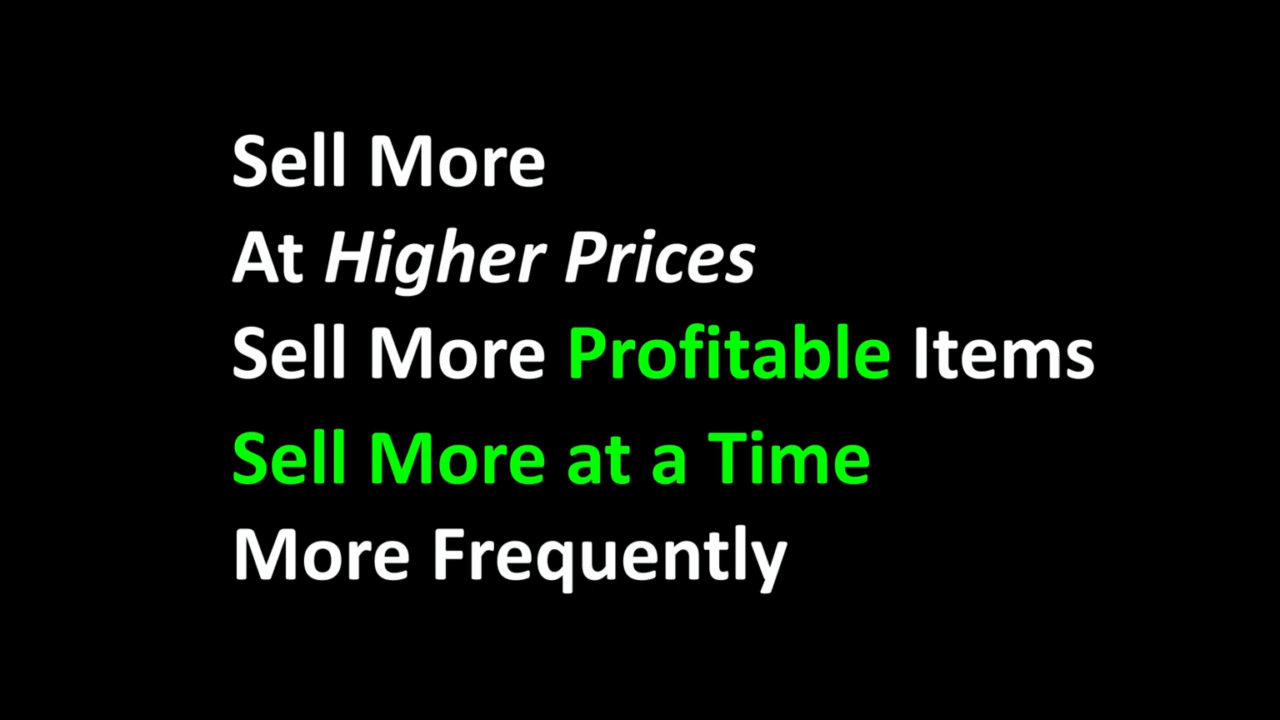 Sell More
At Higher Prices
Sell More Profitable Items
Sell More at a Time
More Frequently